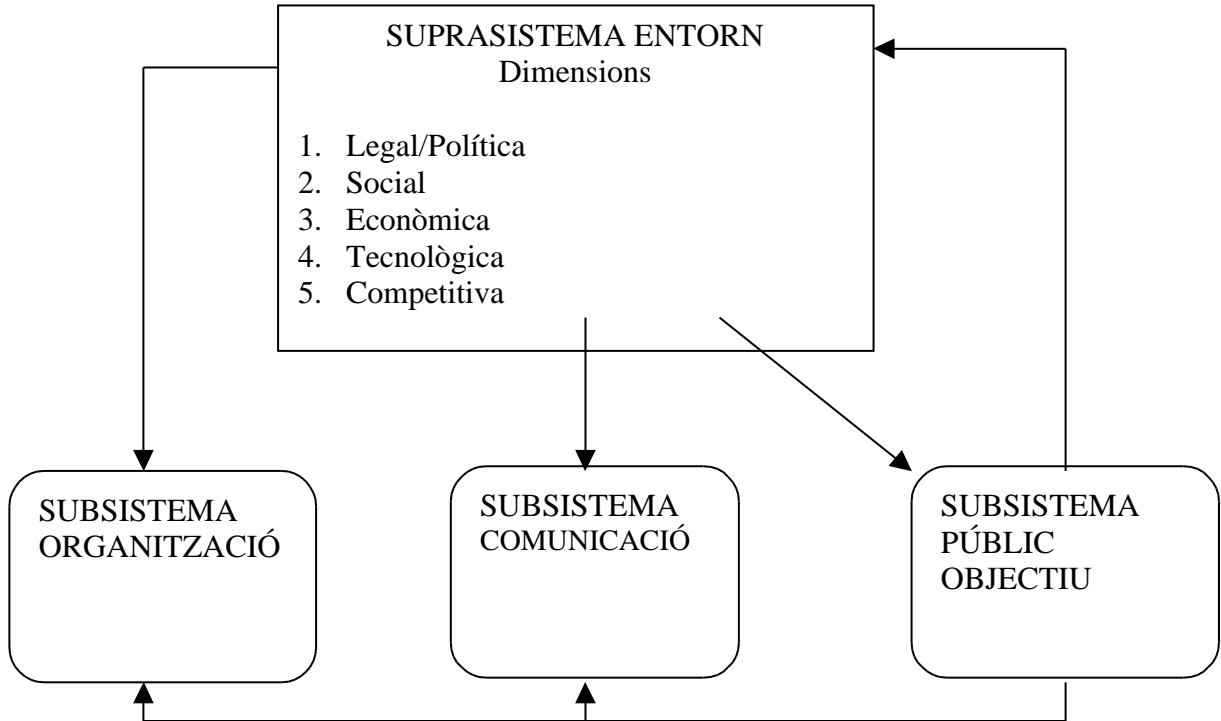 SUPRASISTEMA ENTORN
Dimensions
1. Legal/Política
2. Social
3. Econòmica
4. Tecnològica
5. Competitiva
SUBSISTEMA
ORGANITZACIÓ
SUBSISTEMA
COMUNICACIÓ
SUBSISTEMA
PÚBLIC
OBJECTIU